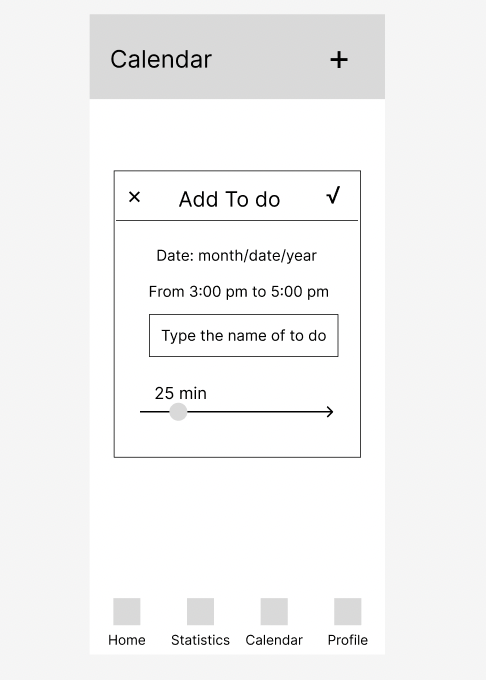 Calendar +
× Add To do √
Date: month/date/year
From 3:00 pm to 5:00 pm
Type the name of to do
25 min
Home Statistics Calendar Profile